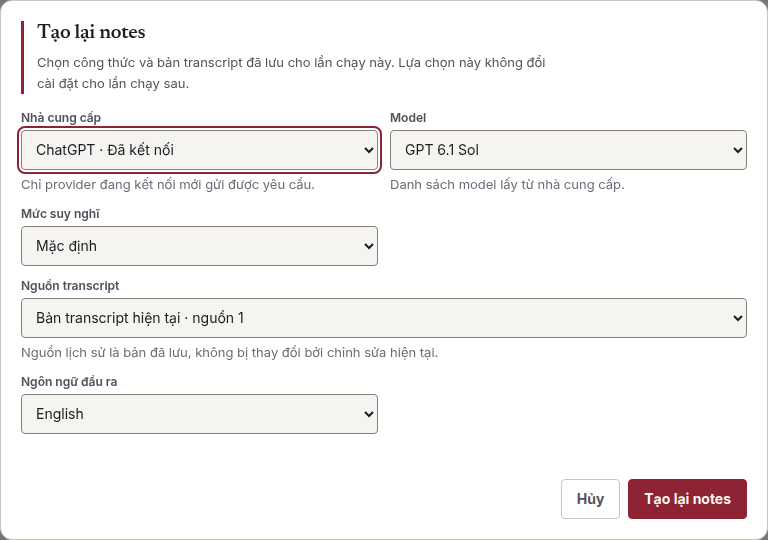 Tạo lại notes
Chọn công thức và bản transcript đã lưu cho lần chạy này. Lựa chọn này không đổi
cài đặt cho lần chạy sau.
Nhà cung cấp
Model
ChatGPT · Đã kết nối
GPT 6.1 Sol
Chỉ provider đang kết nối mới gửi được yêu cầu.
Danh sách model lấy từ nhà cung cấp.
Mức suy nghĩ
Mặc định
Nguồn transcript
Bản transcript hiện tại · nguồn 1
Nguồn lịch sử là bản đã lưu, không bị thay đổi bởi chỉnh sửa hiện tại.
Ngôn ngữ đầu ra
English
Hủy
Tạo lại notes